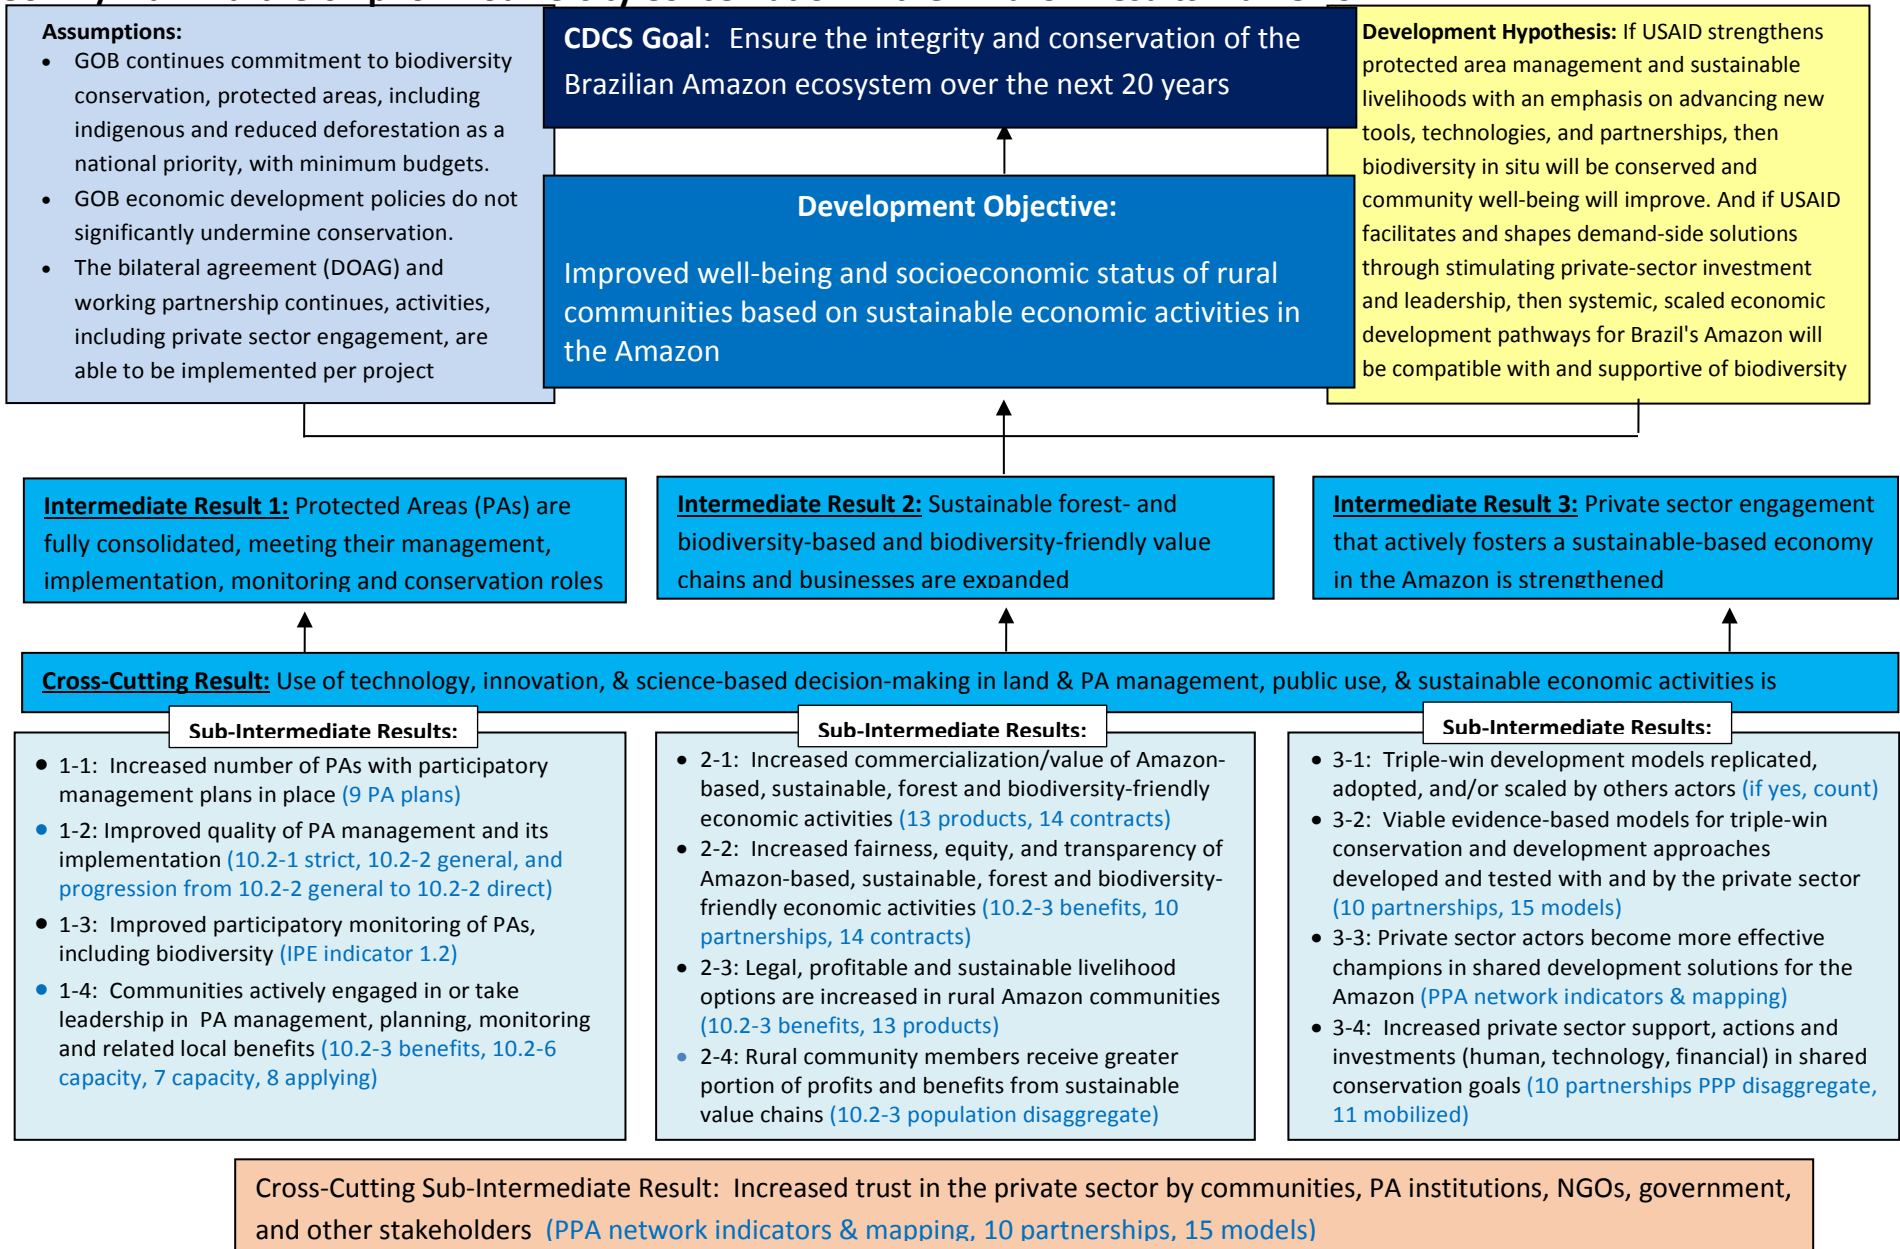 Assumptions:
• GOB continues commitment to biodiversity
conservation, protected areas, including
indigenous and reduced deforestation as a
national priority, with minimum budgets.
• GOB economic development policies do not
significantly undermine conservation.
• The bilateral agreement (DOAG) and
working partnership continues, activities,
including private sector engagement, are
able to be implemented per project
CDCS Goal: Ensure the integrity and conservation of the
Brazilian Amazon ecosystem over the next 20 years
Development Objective:
Improved well-being and socioeconomic status of rural
communities based on sustainable economic activities in
the Amazon
Development Hypothesis: If USAID strengthens
protected area management and sustainable
livelihoods with an emphasis on advancing new
tools, technologies, and partnerships, then
biodiversity in situ will be conserved and
community well-being will improve. And if USAID
facilitates and shapes demand-side solutions
through stimulating private-sector investment
and leadership, then systemic, scaled economic
development pathways for Brazil's Amazon will
be compatible with and supportive of biodiversity
Intermediate Result 1: Protected Areas (PAs) are
fully consolidated, meeting their management,
implementation, monitoring and conservation roles
Intermediate Result 2: Sustainable forest- and
biodiversity-based and biodiversity-friendly value
chains and businesses are expanded
Intermediate Result 3: Private sector engagement
that actively fosters a sustainable-based economy
in the Amazon is strengthened
Cross-Cutting Result: Use of technology, innovation, & science-based decision-making in land & PA management, public use, & sustainable economic activities is
Sub-Intermediate Results:
• 1-1: Increased number of PAs with participatory
management plans in place (9 PA plans)
• 1-2: Improved quality of PA management and its
implementation (10.2-1 strict, 10.2-2 general, and
progression from 10.2-2 general to 10.2-2 direct)
• 1-3: Improved participatory monitoring of PAs,
including biodiversity (IPE indicator 1.2)
• 1-4: Communities actively engaged in or take
leadership in PA management, planning, monitoring
and related local benefits (10.2-3 benefits, 10.2-6
capacity, 7 capacity, 8 applying)
Sub-Intermediate Results:
• 2-1: Increased commercialization/value of Amazon-
based, sustainable, forest and biodiversity-friendly
economic activities (13 products, 14 contracts)
• 2-2: Increased fairness, equity, and transparency of
Amazon-based, sustainable, forest and biodiversity-
friendly economic activities (10.2-3 benefits, 10
partnerships, 14 contracts)
• 2-3: Legal, profitable and sustainable livelihood
options are increased in rural Amazon communities
(10.2-3 benefits, 13 products)
• 2-4: Rural community members receive greater
portion of profits and benefits from sustainable
value chains (10.2-3 population disaggregate)
Sub-Intermediate Results:
• 3-1: Triple-win development models replicated,
adopted, and/or scaled by others actors (if yes, count)
• 3-2: Viable evidence-based models for triple-win
conservation and development approaches
developed and tested with and by the private sector
(10 partnerships, 15 models)
• 3-3: Private sector actors become more effective
champions in shared development solutions for the
Amazon (PPA network indicators & mapping)
• 3-4: Increased private sector support, actions and
investments (human, technology, financial) in shared
conservation goals (10 partnerships PPP disaggregate,
11 mobilized)
Cross-Cutting Sub-Intermediate Result: Increased trust in the private sector by communities, PA institutions, NGOs, government,
and other stakeholders (PPA network indicators & mapping, 10 partnerships, 15 models)